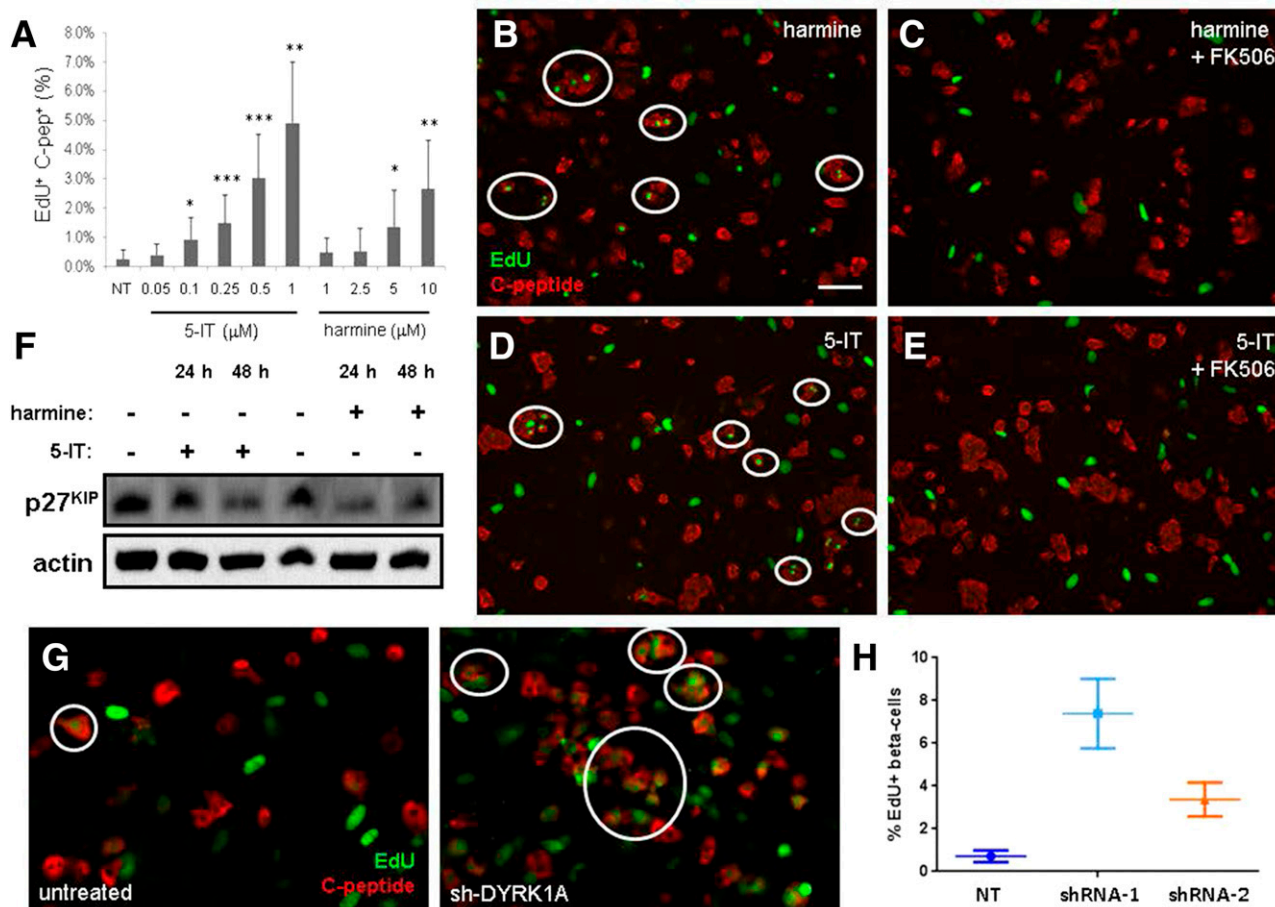 A
8.0%
7.0%
6.0%
5.0%
4.0%
3.0%
2.0%
1.0%
0.0%
EdU⁺ C-pep⁺ (%)
* *** *** ** * **
NT 0.05 0.1 0.25 0.5 1 1 2.5 5 10
5-IT (μM) harmine (μM)
B
harmine
EdU
C-peptide
C
harmine
+ FK506
D
5-IT
E
5-IT
+ FK506
F
24 h 48 h 24 h 48 h
harmine: - - - - + +
5-IT: - + + - - -
p27ᴷᴵᴾ
actin
G
EdU
C-peptide
untreated
sh-DYRK1A
H
10
8
6
4
2
0
% EdU+ beta-cells
NT shRNA-1 shRNA-2